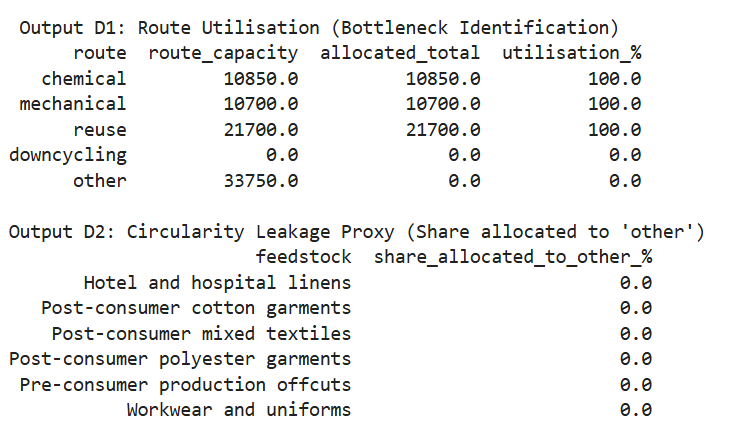 Output D1: Route Utilisation (Bottleneck Identification)
route route_capacity allocated_total utilisation_%
chemical 10850.0 10850.0 100.0
mechanical 10700.0 10700.0 100.0
reuse 21700.0 21700.0 100.0
downcycling 0.0 0.0 0.0
other 33750.0 0.0 0.0
Output D2: Circularity Leakage Proxy (Share allocated to 'other')
feedstock share_allocated_to_other_%
Hotel and hospital linens 0.0
Post-consumer cotton garments 0.0
Post-consumer mixed textiles 0.0
Post-consumer polyester garments 0.0
Pre-consumer production offcuts 0.0
Workwear and uniforms 0.0